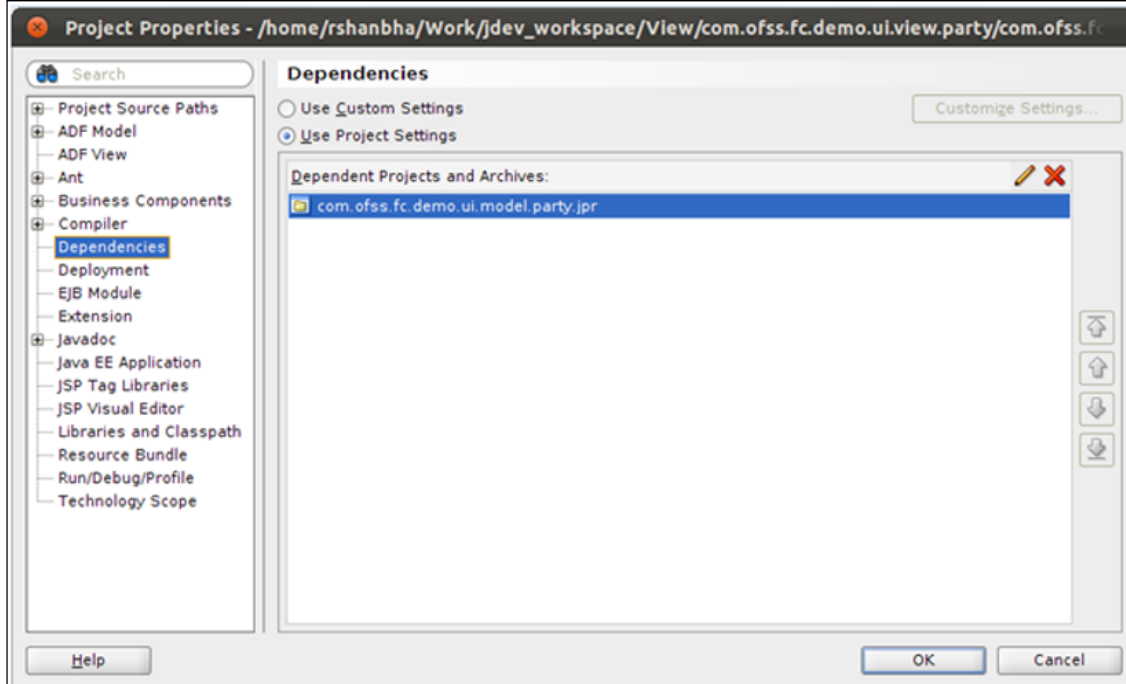 Project Properties - /home/rshanbha/Work/jdev_workspace/View/com.ofss.fc.demo.ui.view.party/com.ofss.fc
Search
Project Source Paths
ADF Model
ADF View
Ant
Business Components
Compiler
Dependencies
Deployment
EJB Module
Extension
Javadoc
Java EE Application
JSP Tag Libraries
JSP Visual Editor
Libraries and Classpath
Resource Bundle
Run/Debug/Profile
Technology Scope
Dependencies
Use Custom Settings
Customize Settings...
Use Project Settings
Dependent Projects and Archives:
com.ofss.fc.demo.ui.model.party.jpr
Help
OK
Cancel